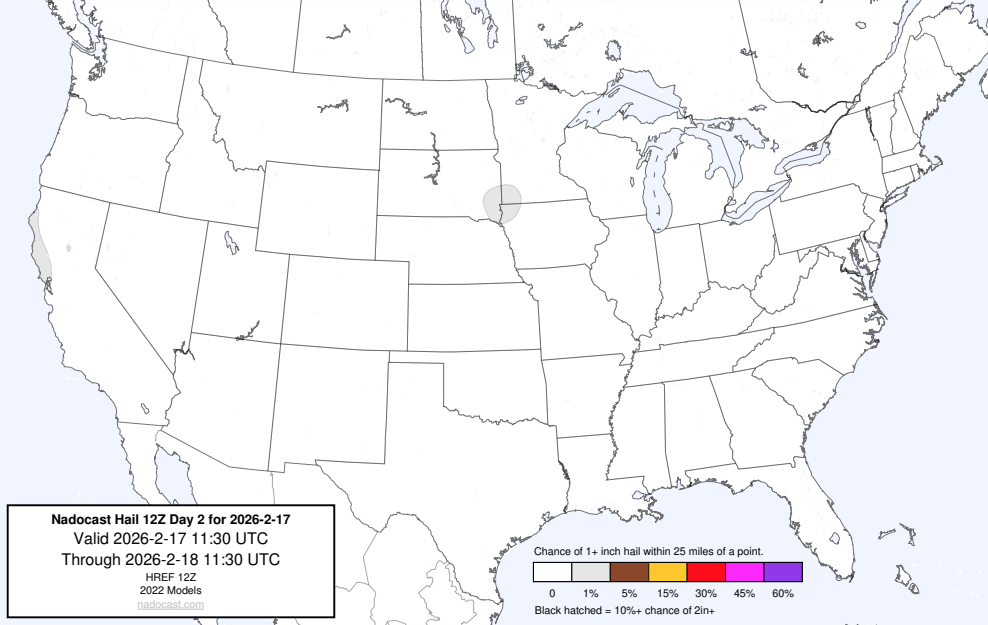 Nadocast Hail 12Z Day 2 for 2026-2-17
Valid 2026-2-17 11:30 UTC
Through 2026-2-18 11:30 UTC
HREF 12Z
2022 Models
nadocast.com
Chance of 1+ inch hail within 25 miles of a point.
0 1% 5% 15% 30% 45% 60%
Black hatched = 10%+ chance of 2in+